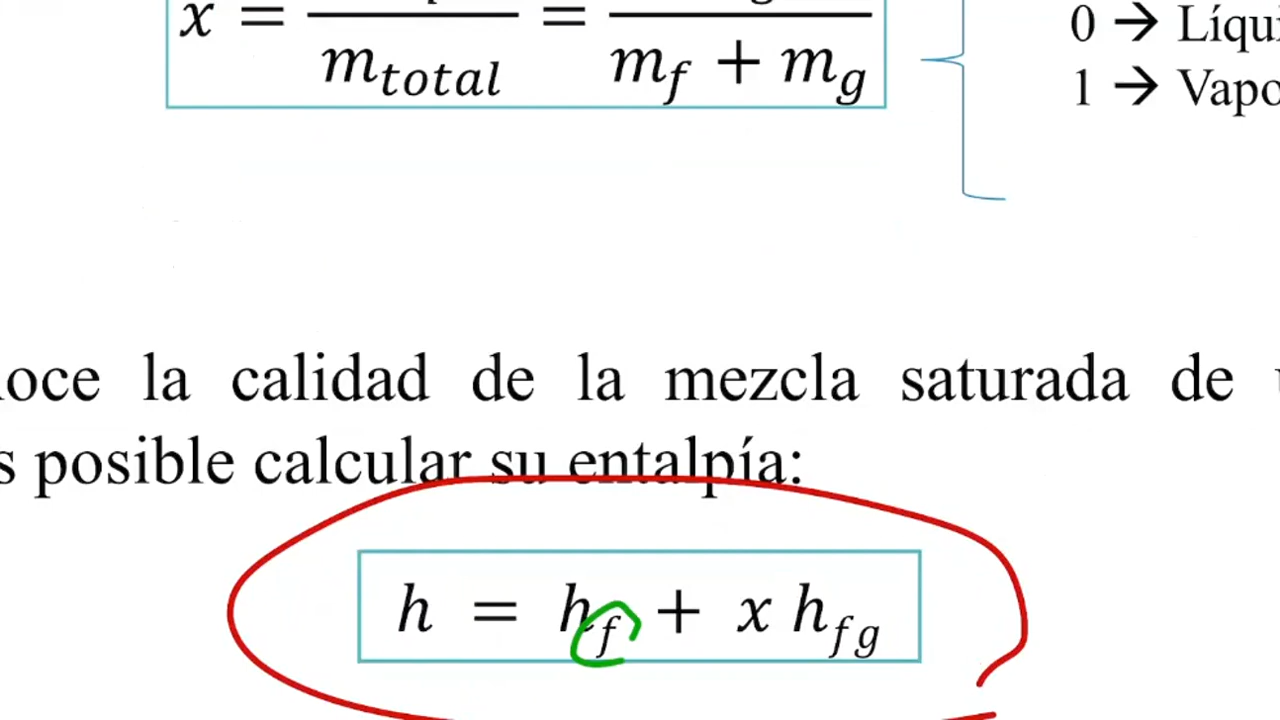 x = / m_total = / m_f + m_g
0 → Líqui
1 → Vapo
oce la calidad de la mezcla saturada de
s posible calcular su entalpía:
h = h_f + x h_fg